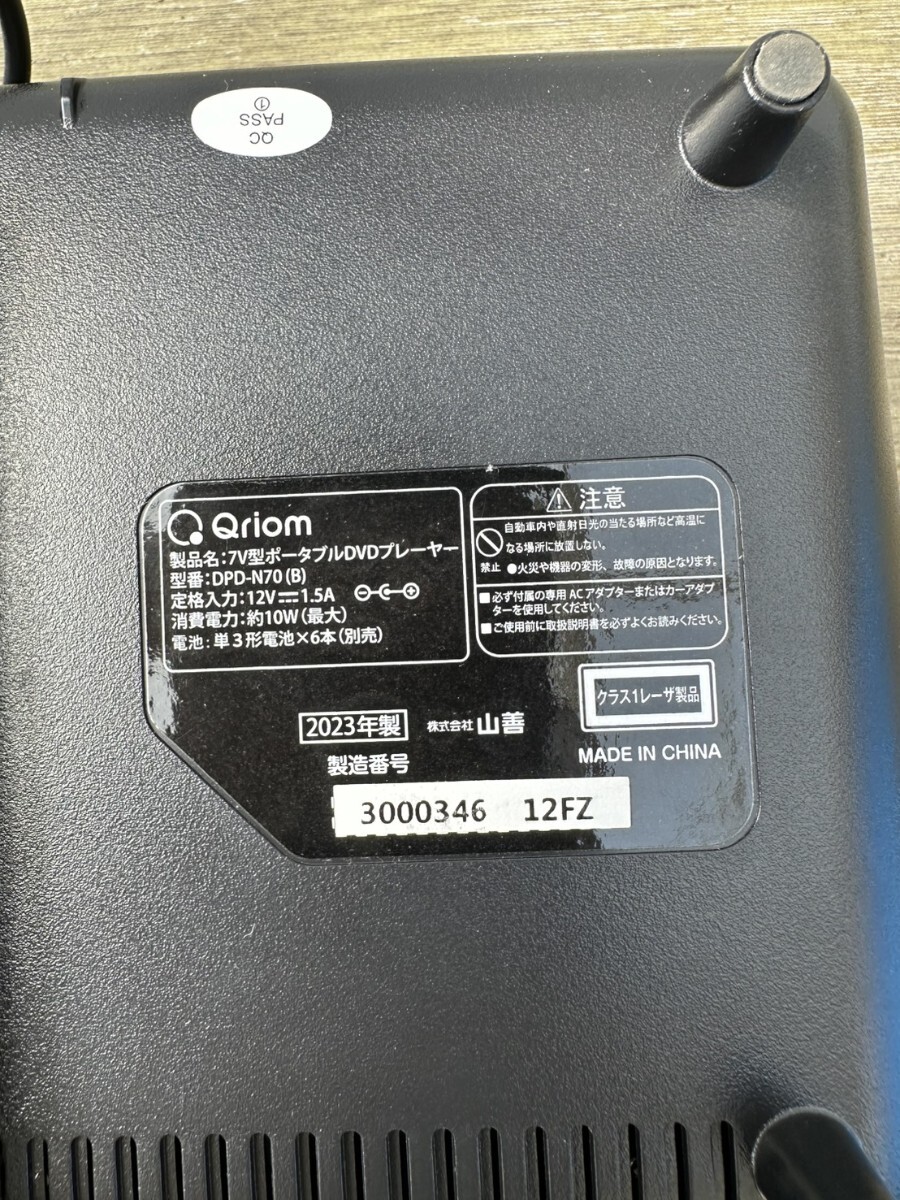 QC
PASS
①
Qriom
製品名:7V型ポータブルDVDプレーヤー
型番:DPD-N70(B)
定格入力:12V⎓1.5A
消費電力:約10W(最大)
電池:単3形電池×6本(別売)
注意
自動車内や直射日光の当たる場所など高温に
なる場所に放置しない。
禁止 ●火災や機器の変形、故障の原因となります。
■必ず付属の専用ACアダプターまたはカーアダプ
ターを使用してください。
■ご使用前に取扱説明書を必ずよくお読みください。
クラス1レーザ製品
2023年製 株式会社 山善
MADE IN CHINA
製造番号
3000346 12FZ